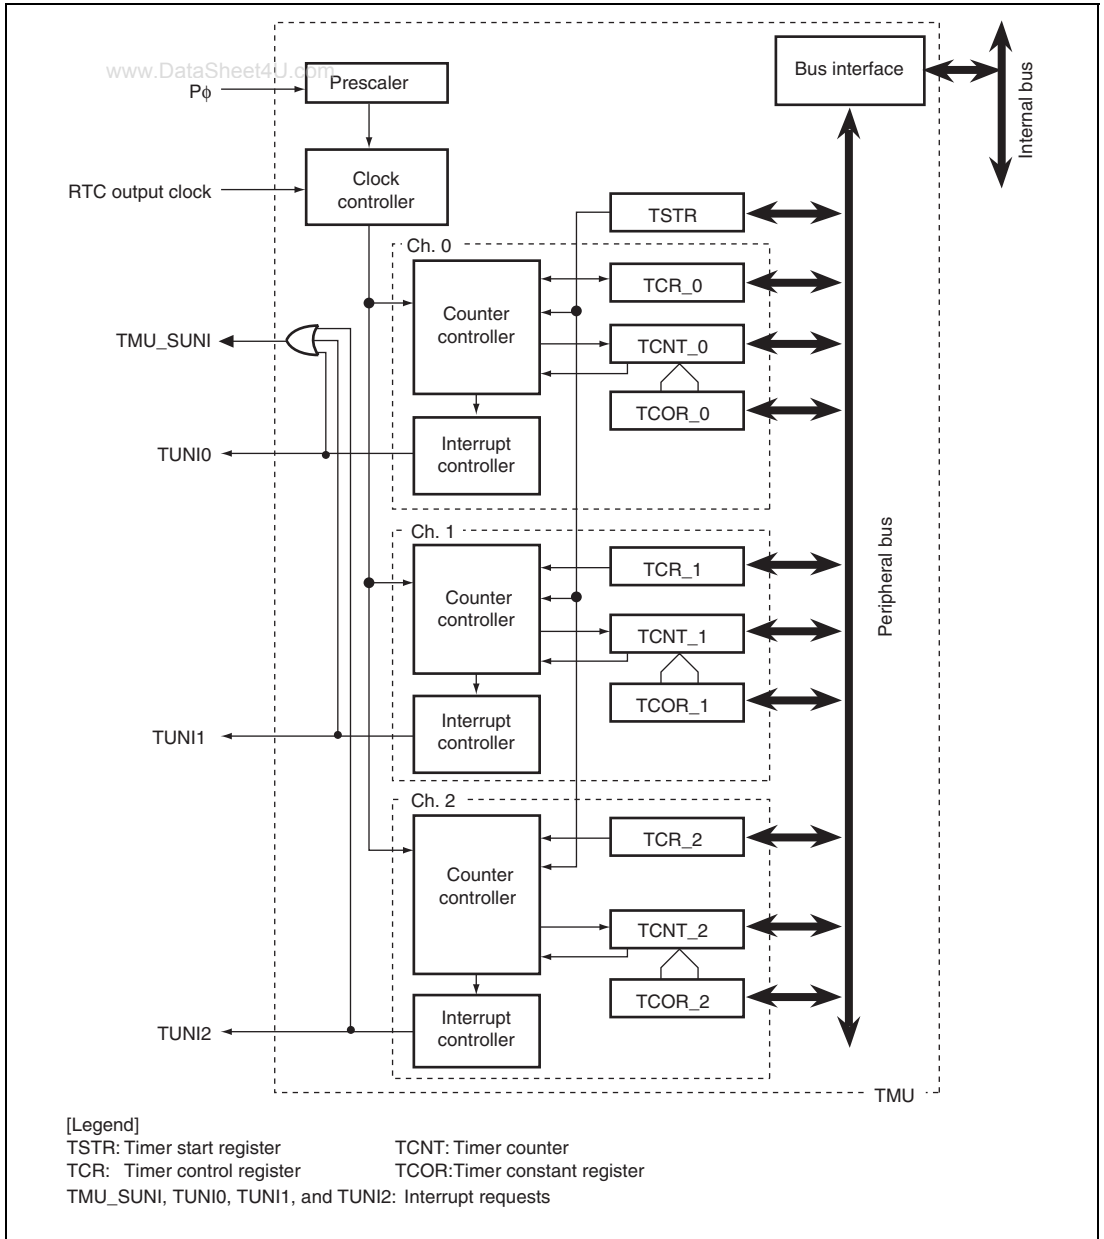 www.DataSheet4U.com
Pϕ
Prescaler
Bus interface
Internal bus
RTC output clock
Clock
controller
TSTR
Ch. 0
Counter
controller
TCR_0
TMU_SUNI
TCNT_0
TCOR_0
TUNI0
Interrupt
controller
Ch. 1
Counter
controller
TCR_1
TCNT_1
Peripheral bus
TCOR_1
TUNI1
Interrupt
controller
Ch. 2
Counter
controller
TCR_2
TCNT_2
TCOR_2
TUNI2
Interrupt
controller
TMU
[Legend]
TSTR: Timer start register
TCNT: Timer counter
TCR: Timer control register
TCOR:Timer constant register
TMU_SUNI, TUNI0, TUNI1, and TUNI2: Interrupt requests